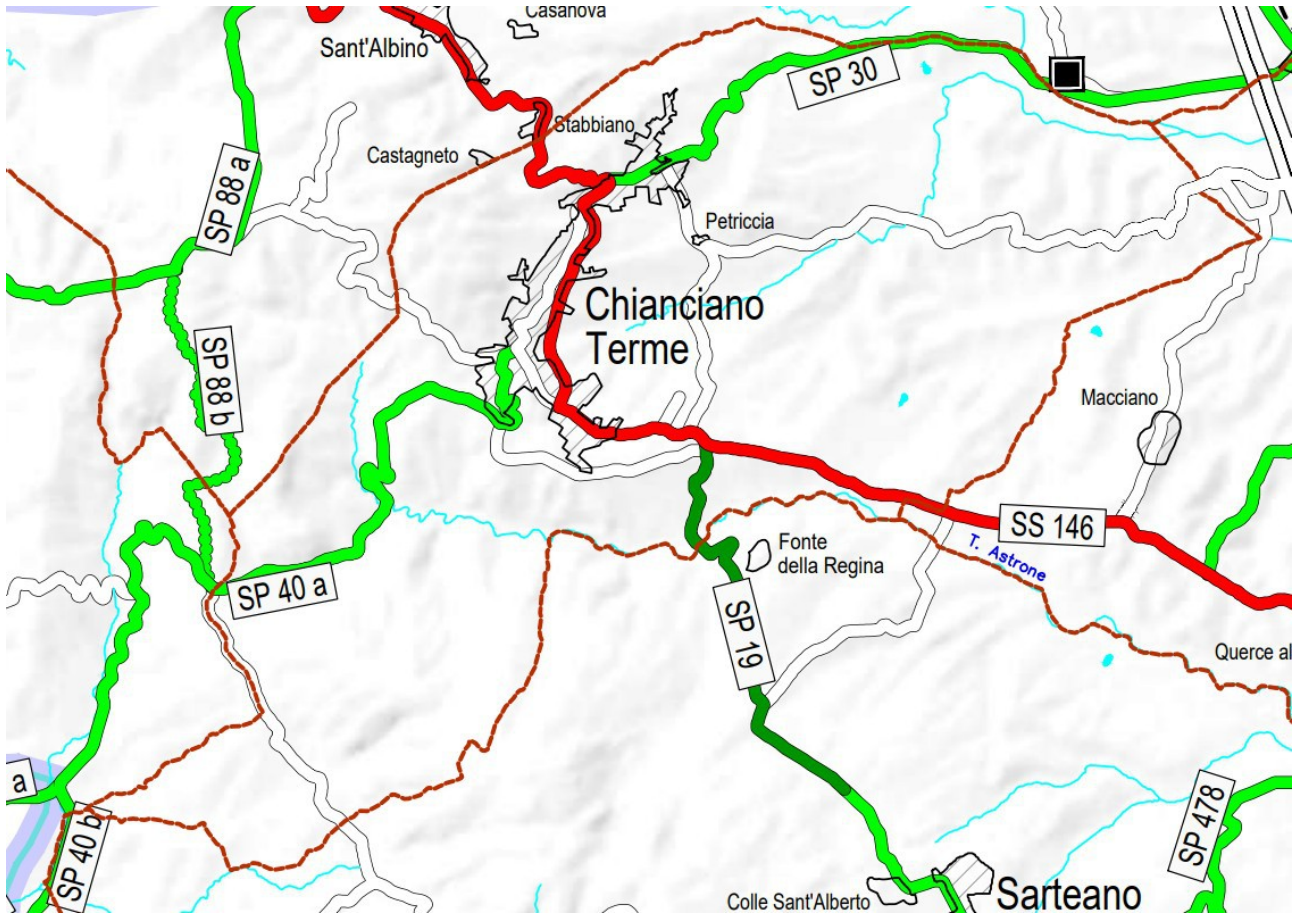 Casanova
Sant'Albino
SP 30
Stabbiano
Castagneto
SP 88 a
Petriccia
Chianciano
Terme
SP 88 b
Macciano
SS 146
Fonte
della Regina
T. Astrone
SP 40 a
SP 19
Querce al
a
SP 40 b
SP 478
Colle Sant'Alberto
Sarteano